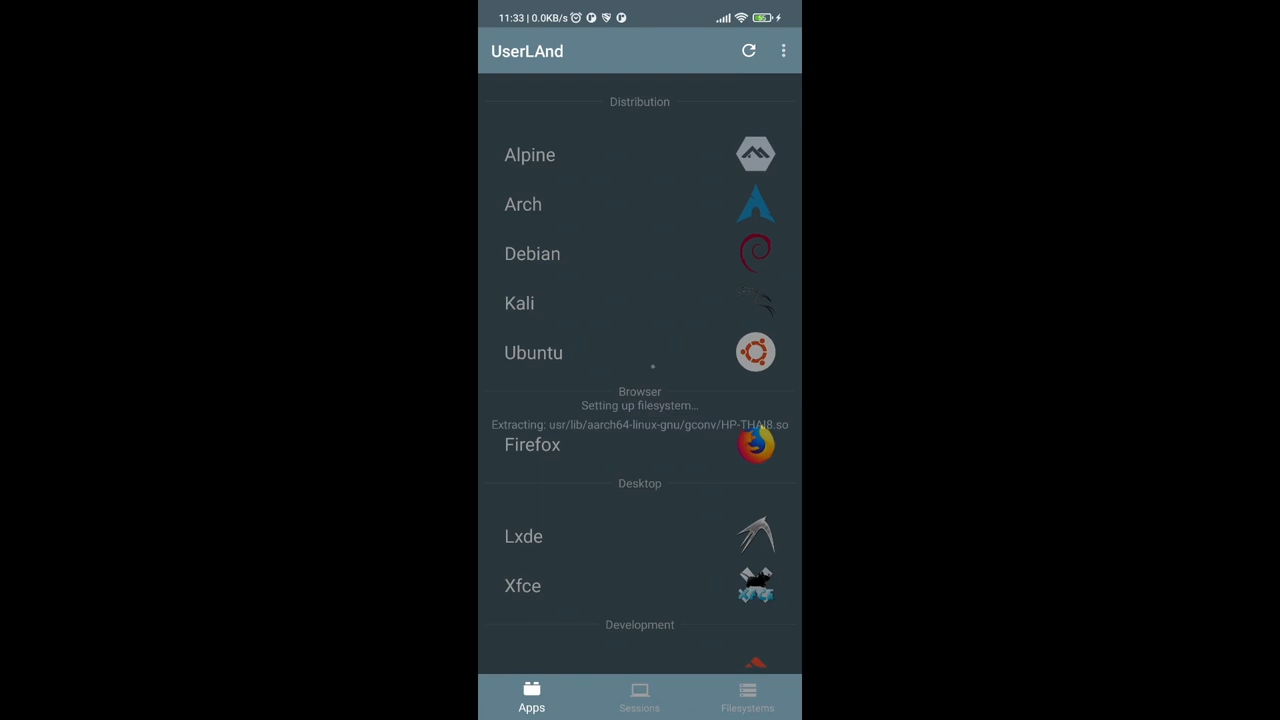 11:33 | 0.0KB/s
UserLAnd
Distribution
Alpine
Arch
Debian
Kali
Ubuntu
Browser
Setting up filesystem...
Extracting: usr/lib/aarch64-linux-gnu/gconv/HP-THAI8.so
Firefox
Desktop
Lxde
Xfce
Development
Apps
Sessions
Filesystems